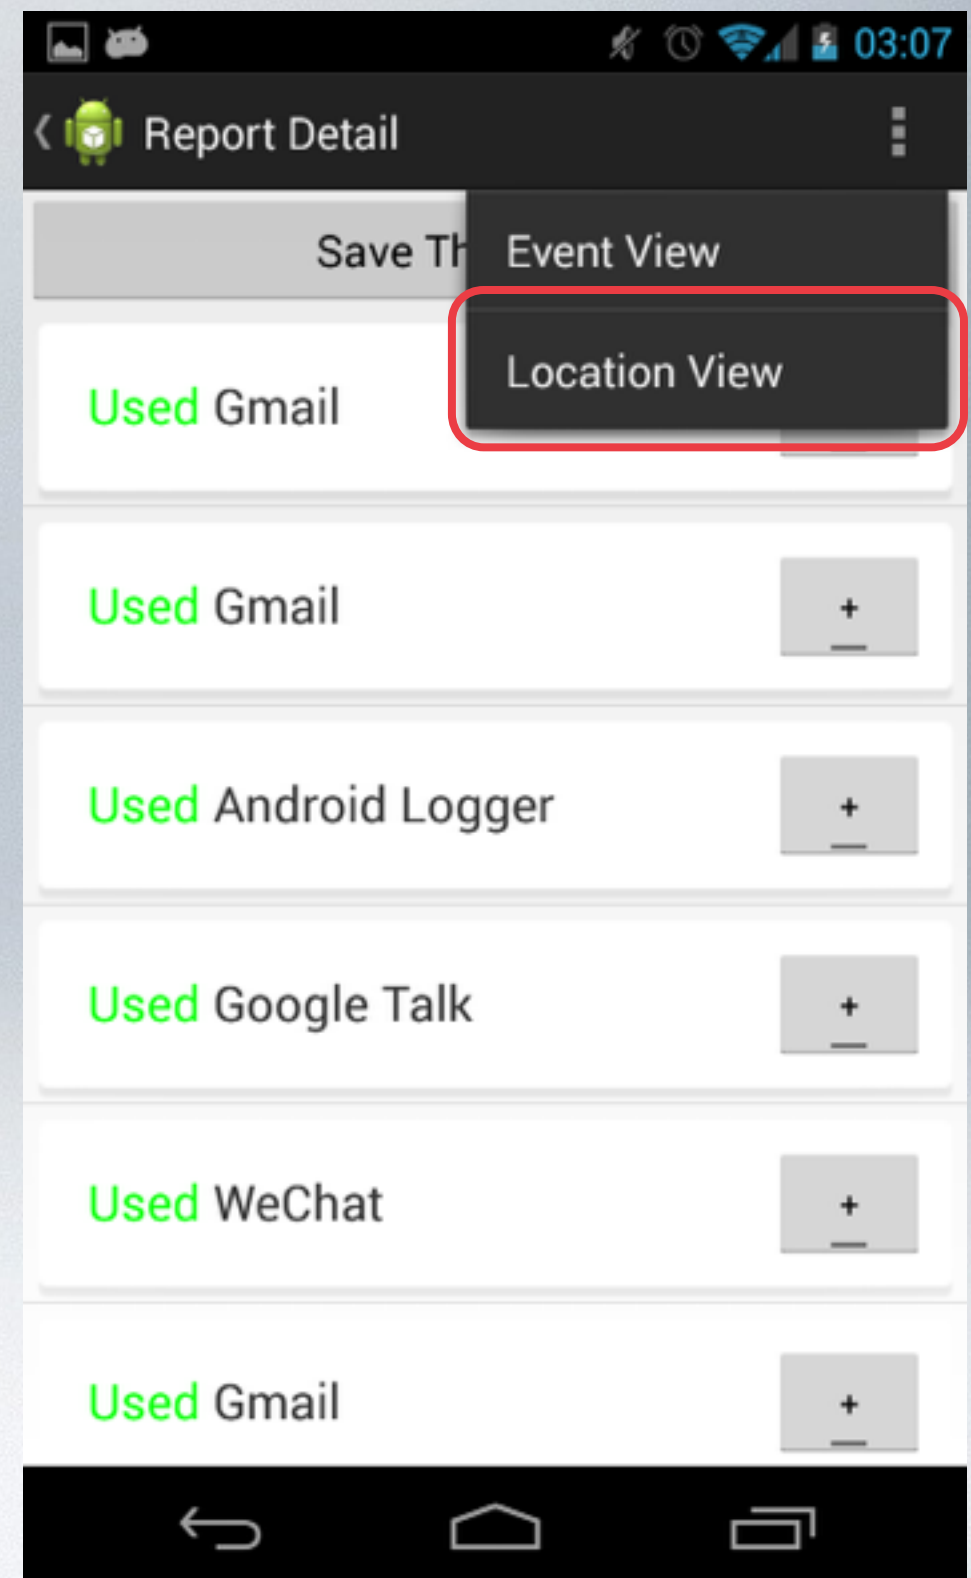 03:07
Report Detail
Save Th
Event View
Location View
Used Gmail
Used Gmail
+
Used Android Logger
+
Used Google Talk
+
Used WeChat
+
Used Gmail
+